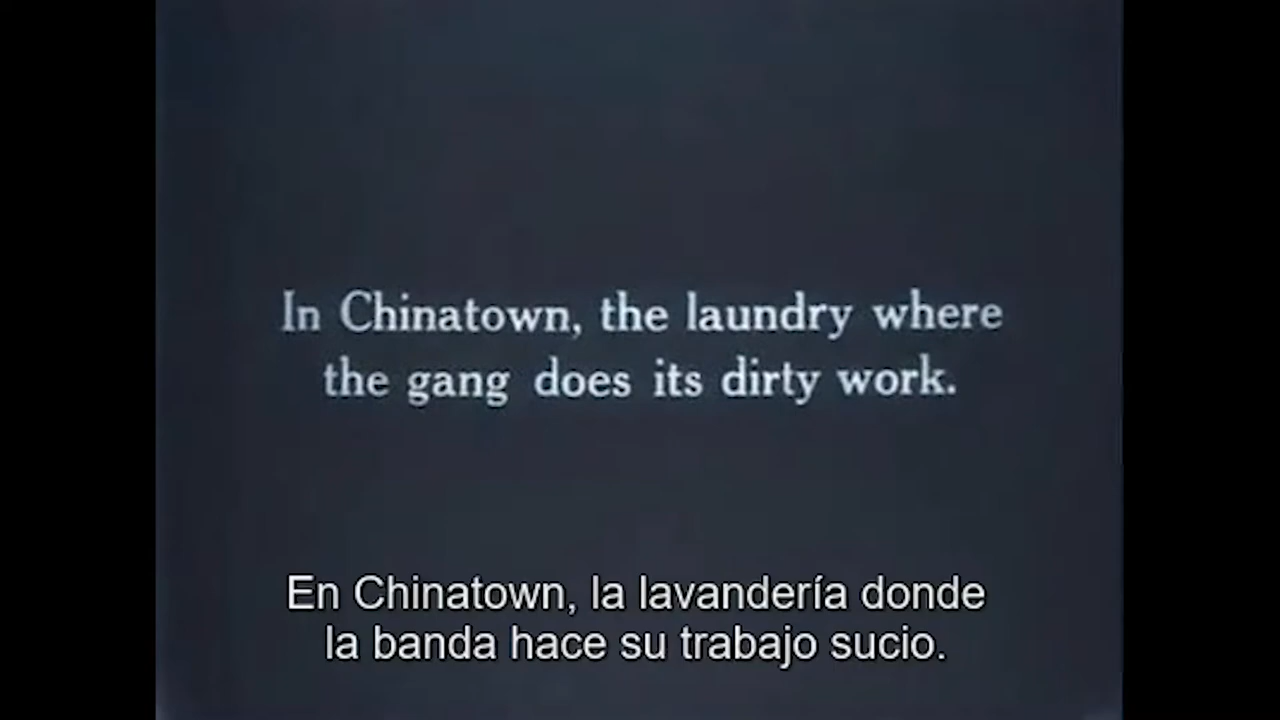 In Chinatown, the laundry where
the gang does its dirty work.
En Chinatown, la lavandería donde
la banda hace su trabajo sucio.